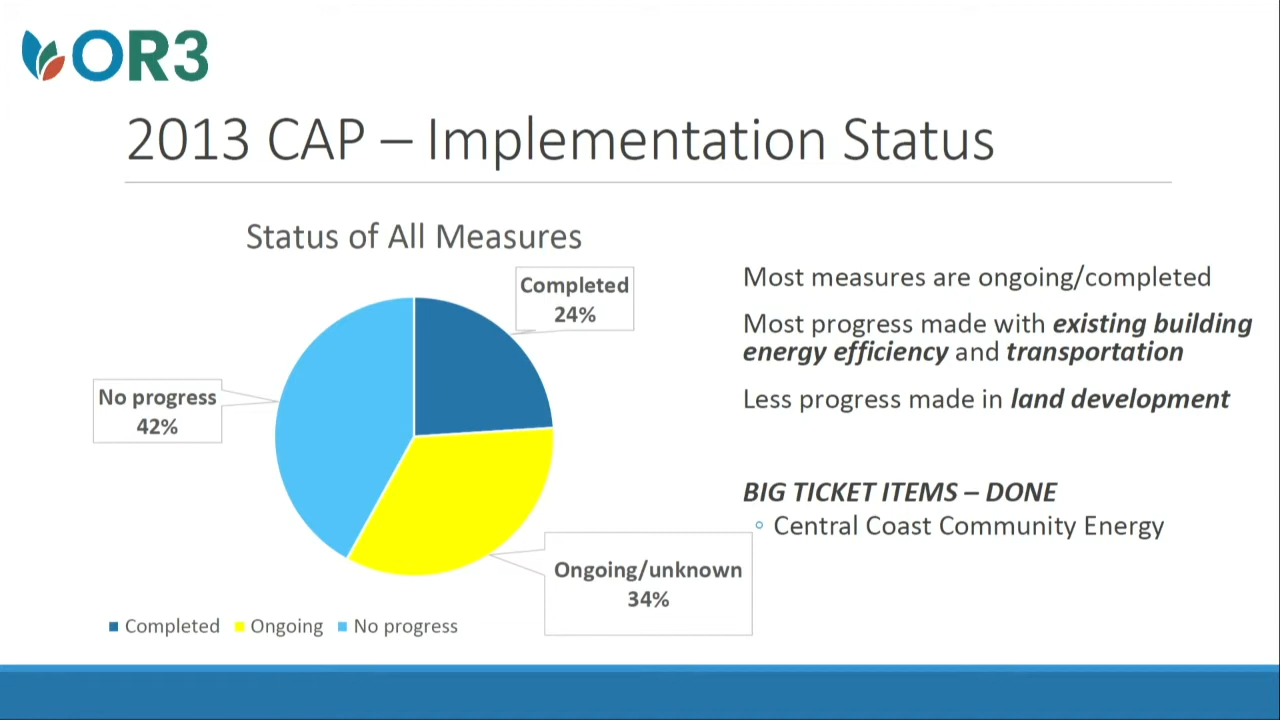 OR3
2013 CAP – Implementation Status
Status of All Measures
Completed
24%
No progress
42%
Ongoing/unknown
34%
Completed Ongoing No progress
Most measures are ongoing/completed
Most progress made with existing building
energy efficiency and transportation
Less progress made in land development
BIG TICKET ITEMS – DONE
Central Coast Community Energy